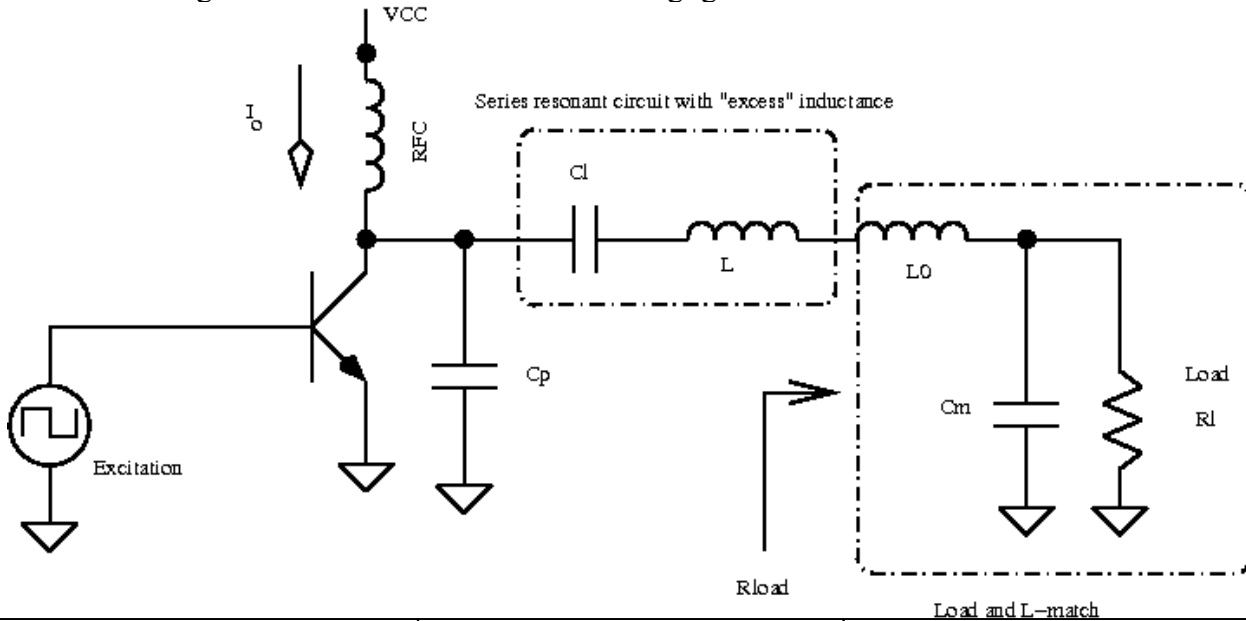 VCC
I
o
RFC
Series resonant circuit with "excess" inductance
Cl
L
L0
Cp
Cm
Load
Rl
Excitation
Rload
Load and L-match